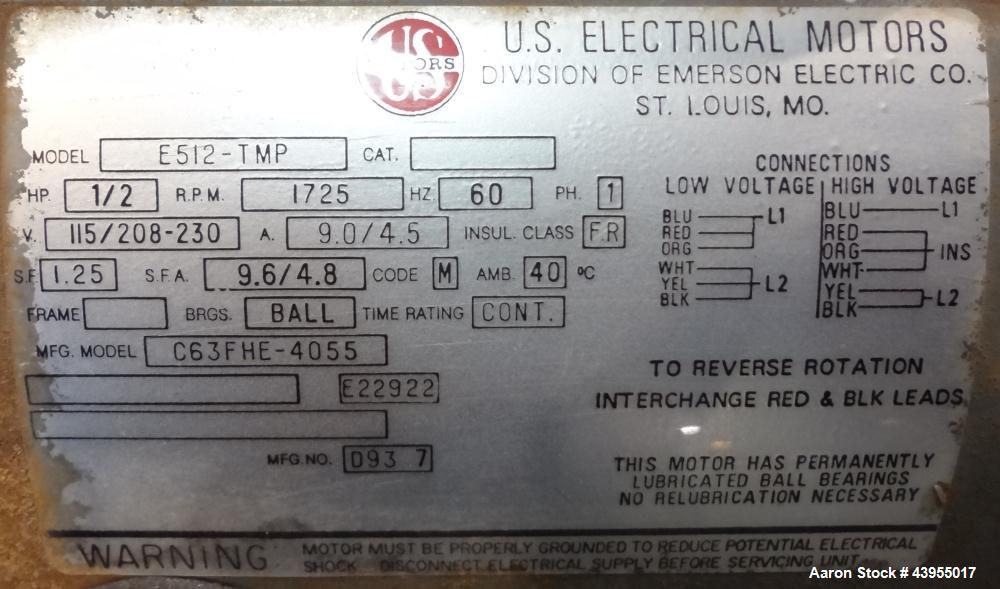 US
MOTORS
U.S. ELECTRICAL MOTORS
DIVISION OF EMERSON ELECTRIC CO.
ST. LOUIS, MO.
MODEL E512-TMP CAT.
HP. 1/2 R.P.M. 1725 HZ 60 PH. 1
V. 115/208-230 A. 9.0/4.5 INSUL. CLASS F.R
S.F. 1.25 S.F.A. 9.6/4.8 CODE M AMB. 40 ºC
FRAME BRGS. BALL TIME RATING CONT.
MFG. MODEL C63FHE-4055
E22922
MFG.NO. D93 7
CONNECTIONS
LOW VOLTAGE HIGH VOLTAGE
BLU L1 BLU L1
RED RED
ORG ORG INS
WHT WHT
YEL L2 YEL L2
BLK BLK
TO REVERSE ROTATION
INTERCHANGE RED & BLK LEADS
THIS MOTOR HAS PERMANENTLY
LUBRICATED BALL BEARINGS
NO RELUBRICATION NECESSARY
WARNING MOTOR MUST BE PROPERLY GROUNDED TO REDUCE POTENTIAL ELECTRICAL
SHOCK DISCONNECT ELECTRICAL SUPPLY BEFORE SERVICING UNIT
Aaron Stock # 43955017